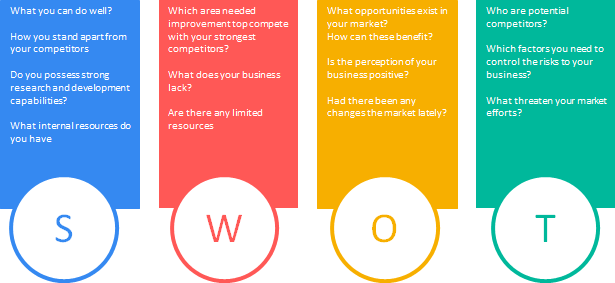 What you can do well?
How you stand apart from
your competitors
Do you possess strong
research and development
capabilities?
What internal resources do
you have
S
Which area needed
improvement top compete
with your strongest
competitors?
What does your business
lack?
Are there any limited
resources
W
What opportunities exist in
your market?
How can these benefit?
Is the perception of your
business positive?
Had there been any
changes the market lately?
O
Who are potential
competitors?
Which factors you need to
control the risks to your
business?
What threaten your market
efforts?
T